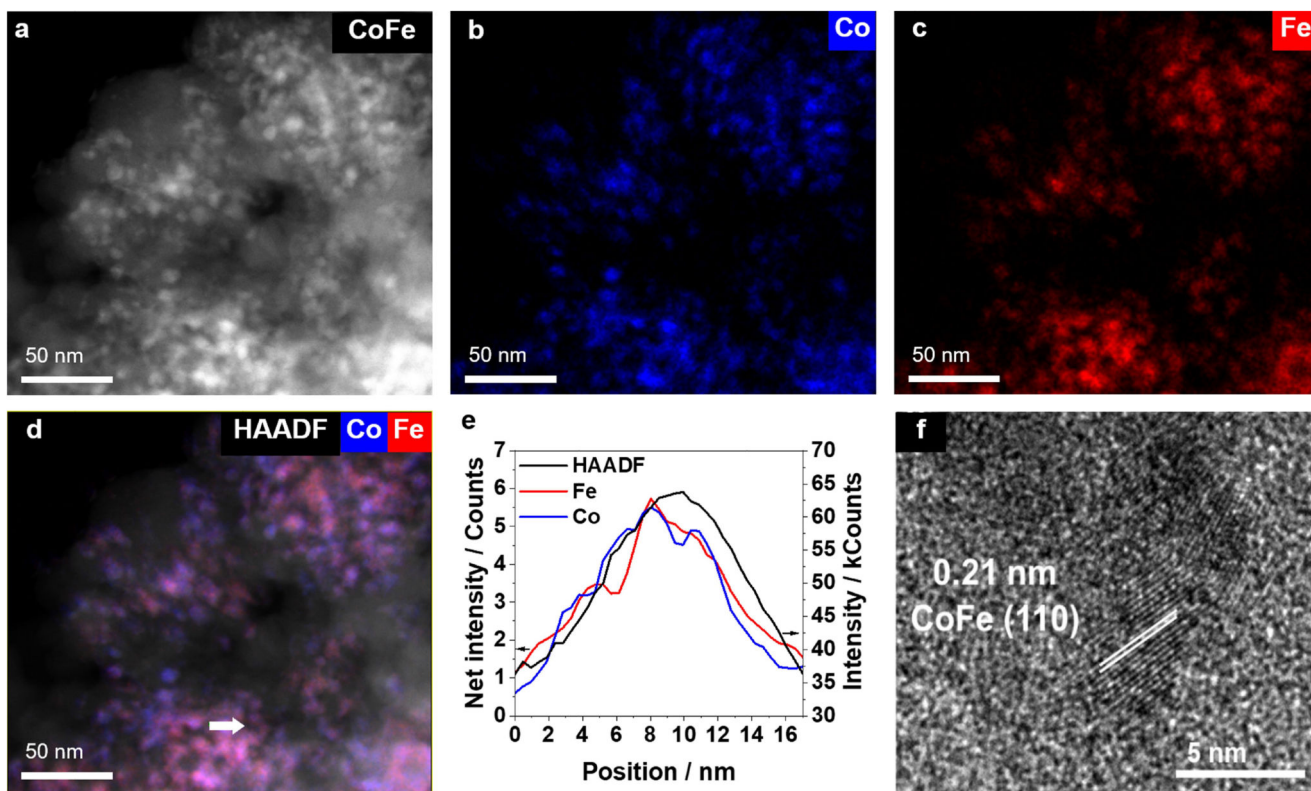 a
CoFe
50 nm
b
Co
50 nm
c
Fe
50 nm
d
HAADF Co Fe
50 nm
e
Net intensity / Counts
7
6
5
4
3
2
1
0
HAADF
Fe
Co
70
65
60
55
50
45
40
35
30
Intensity / kCounts
0 2 4 6 8 10 12 14 16
Position / nm
f
0.21 nm
CoFe (110)
5 nm